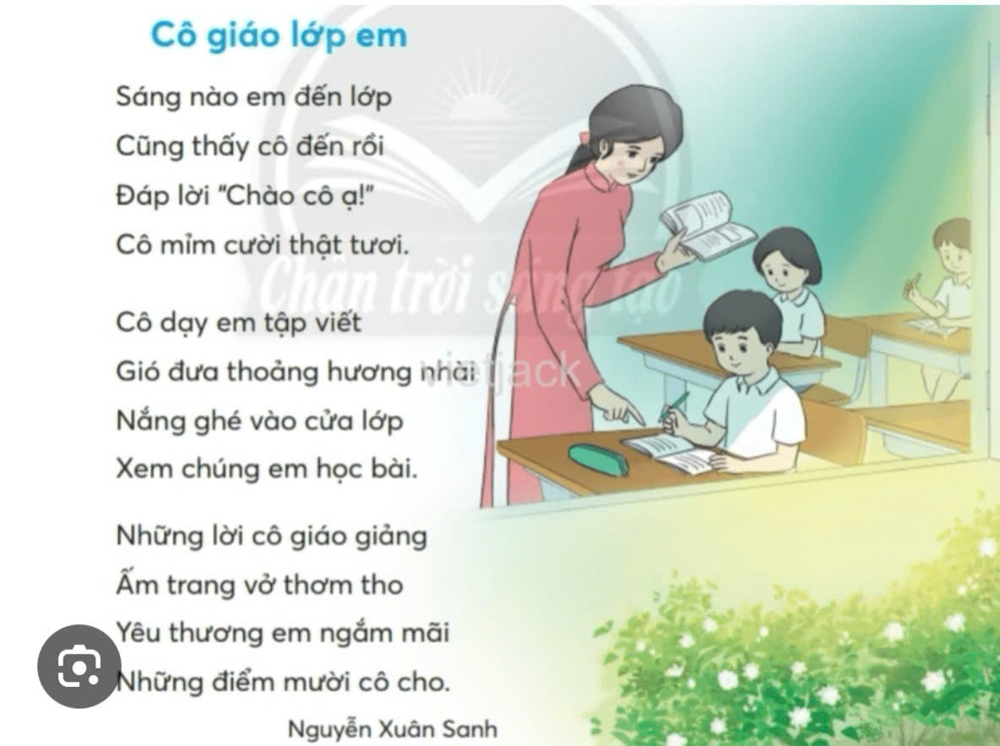 Cô giáo lớp em
Sáng nào em đến lớp
Cũng thấy cô đến rồi
Đáp lời "Chào cô ạ!"
Cô mỉm cười thật tươi.
Cô dạy em tập viết
Gió đưa thoảng hương nhài
Nắng ghé vào cửa lớp
Xem chúng em học bài.
Những lời cô giáo giảng
Ấm trang vở thơm tho
Yêu thương em ngắm mãi
Những điểm mười cô cho.
Nguyễn Xuân Sanh
Chân trời sáng tạo
vietjack